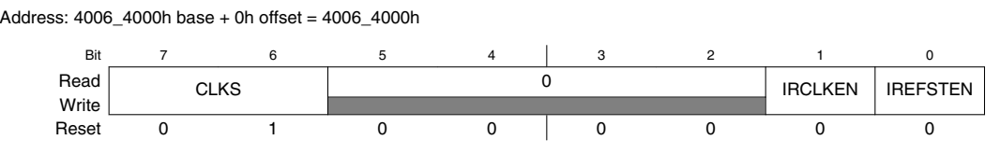 Address: 4006_4000h base + 0h offset = 4006_4000h
Bit 7 6 5 4 3 2 1 0
Read CLKS 0 IRCLKEN IREFSTEN
Write
Reset 0 1 0 0 0 0 0 0